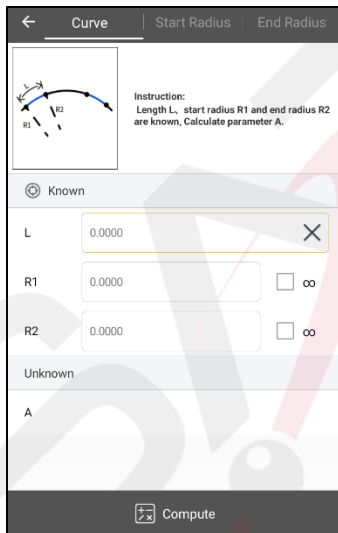 Curve Start Radius End Radius
L
R1 R2
Instruction:
Length L、start radius R1 and end radius R2
are known, Calculate parameter A.
Known
L 0.0000
R1 0.0000 ∞
R2 0.0000 ∞
Unknown
A
Compute